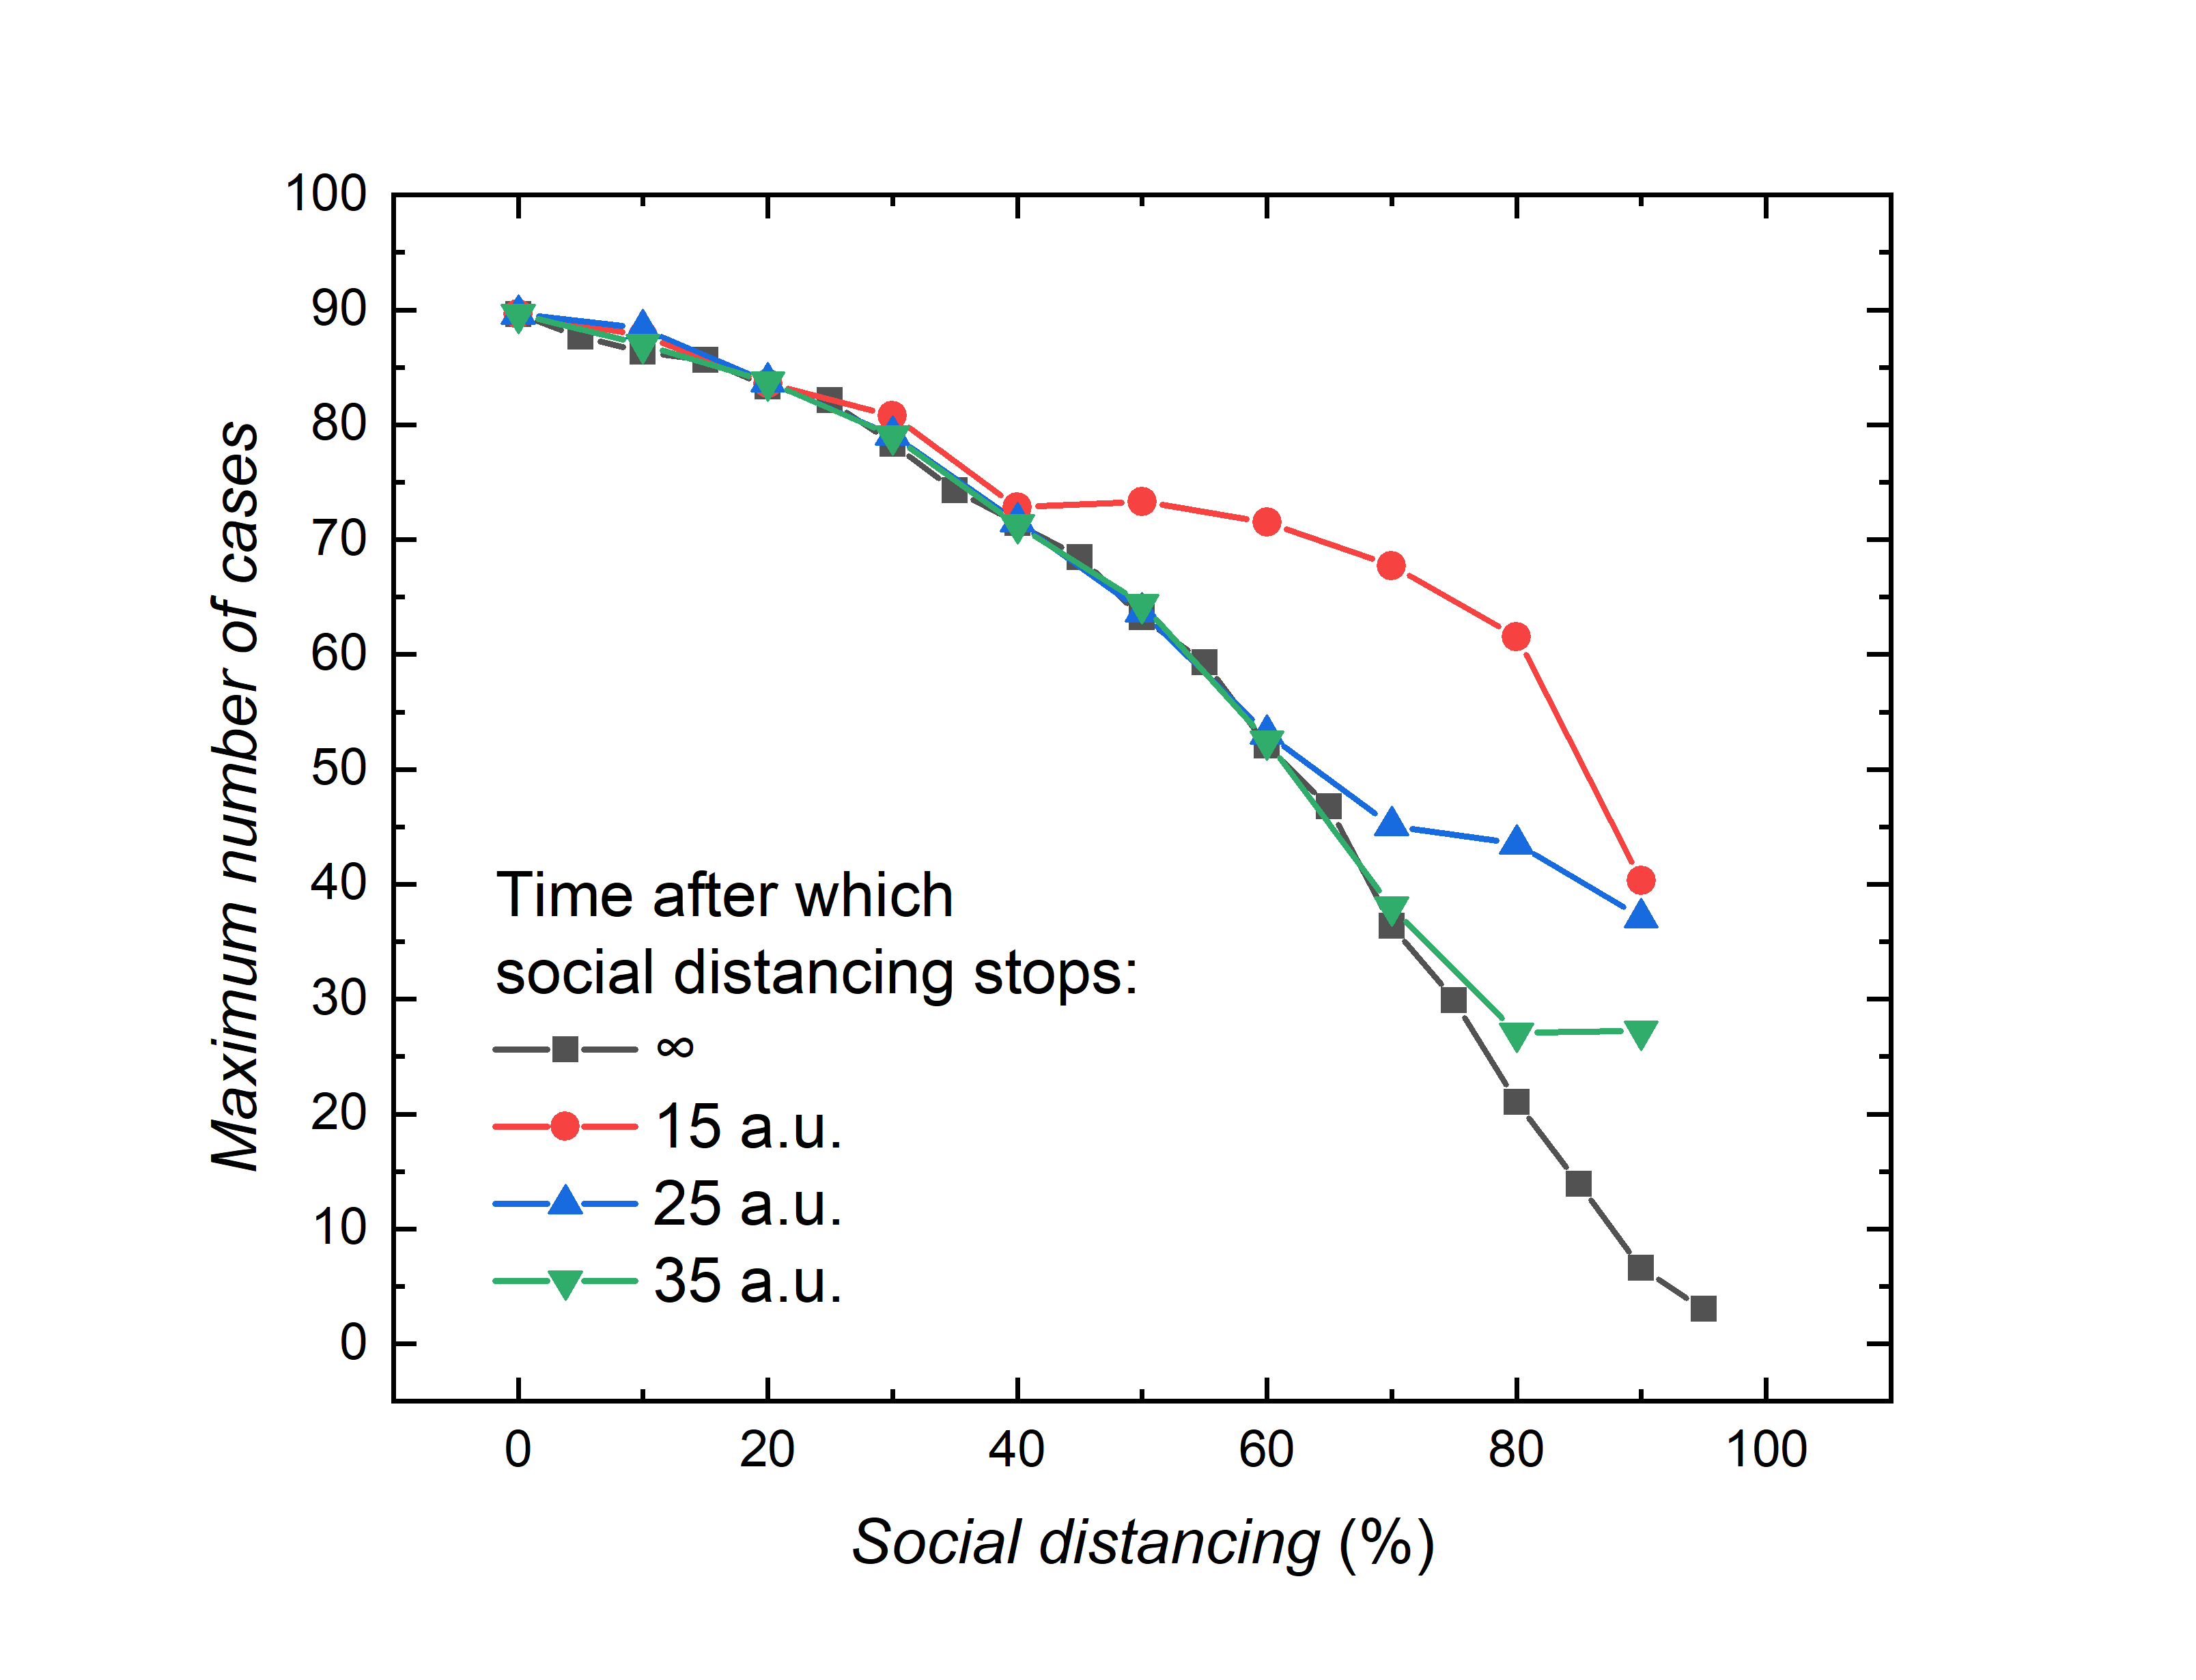 100
90
80
70
60
50
40
30
20
10
0
Maximum number of cases
Time after which
social distancing stops:
∞
15 a.u.
25 a.u.
35 a.u.
0 20 40 60 80 100
Social distancing (%)